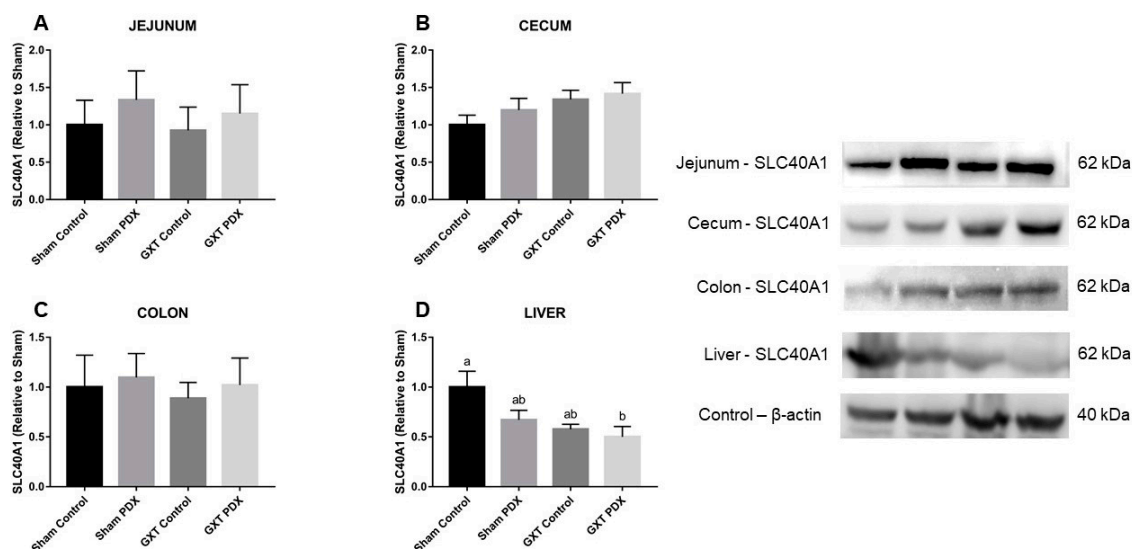 A
JEJUNUM
SLC40A1 (Relative to Sham)
2.0
1.5
1.0
0.5
0.0
Sham Control
Sham PDX
GXT Control
GXT PDX
B
CECUM
SLC40A1 (Relative to Sham)
2.0
1.5
1.0
0.5
0.0
Sham Control
Sham PDX
GXT Control
GXT PDX
C
COLON
SLC40A1 (Relative to Sham)
1.5
1.0
0.5
0.0
Sham Control
Sham PDX
GXT Control
GXT PDX
D
LIVER
SLC40A1 (Relative to Sham)
1.5
1.0
0.5
0.0
a
ab
ab
b
Sham Control
Sham PDX
GXT Control
GXT PDX
Jejunum - SLC40A1 62 kDa
Cecum - SLC40A1 62 kDa
Colon - SLC40A1 62 kDa
Liver - SLC40A1 62 kDa
Control – β-actin 40 kDa